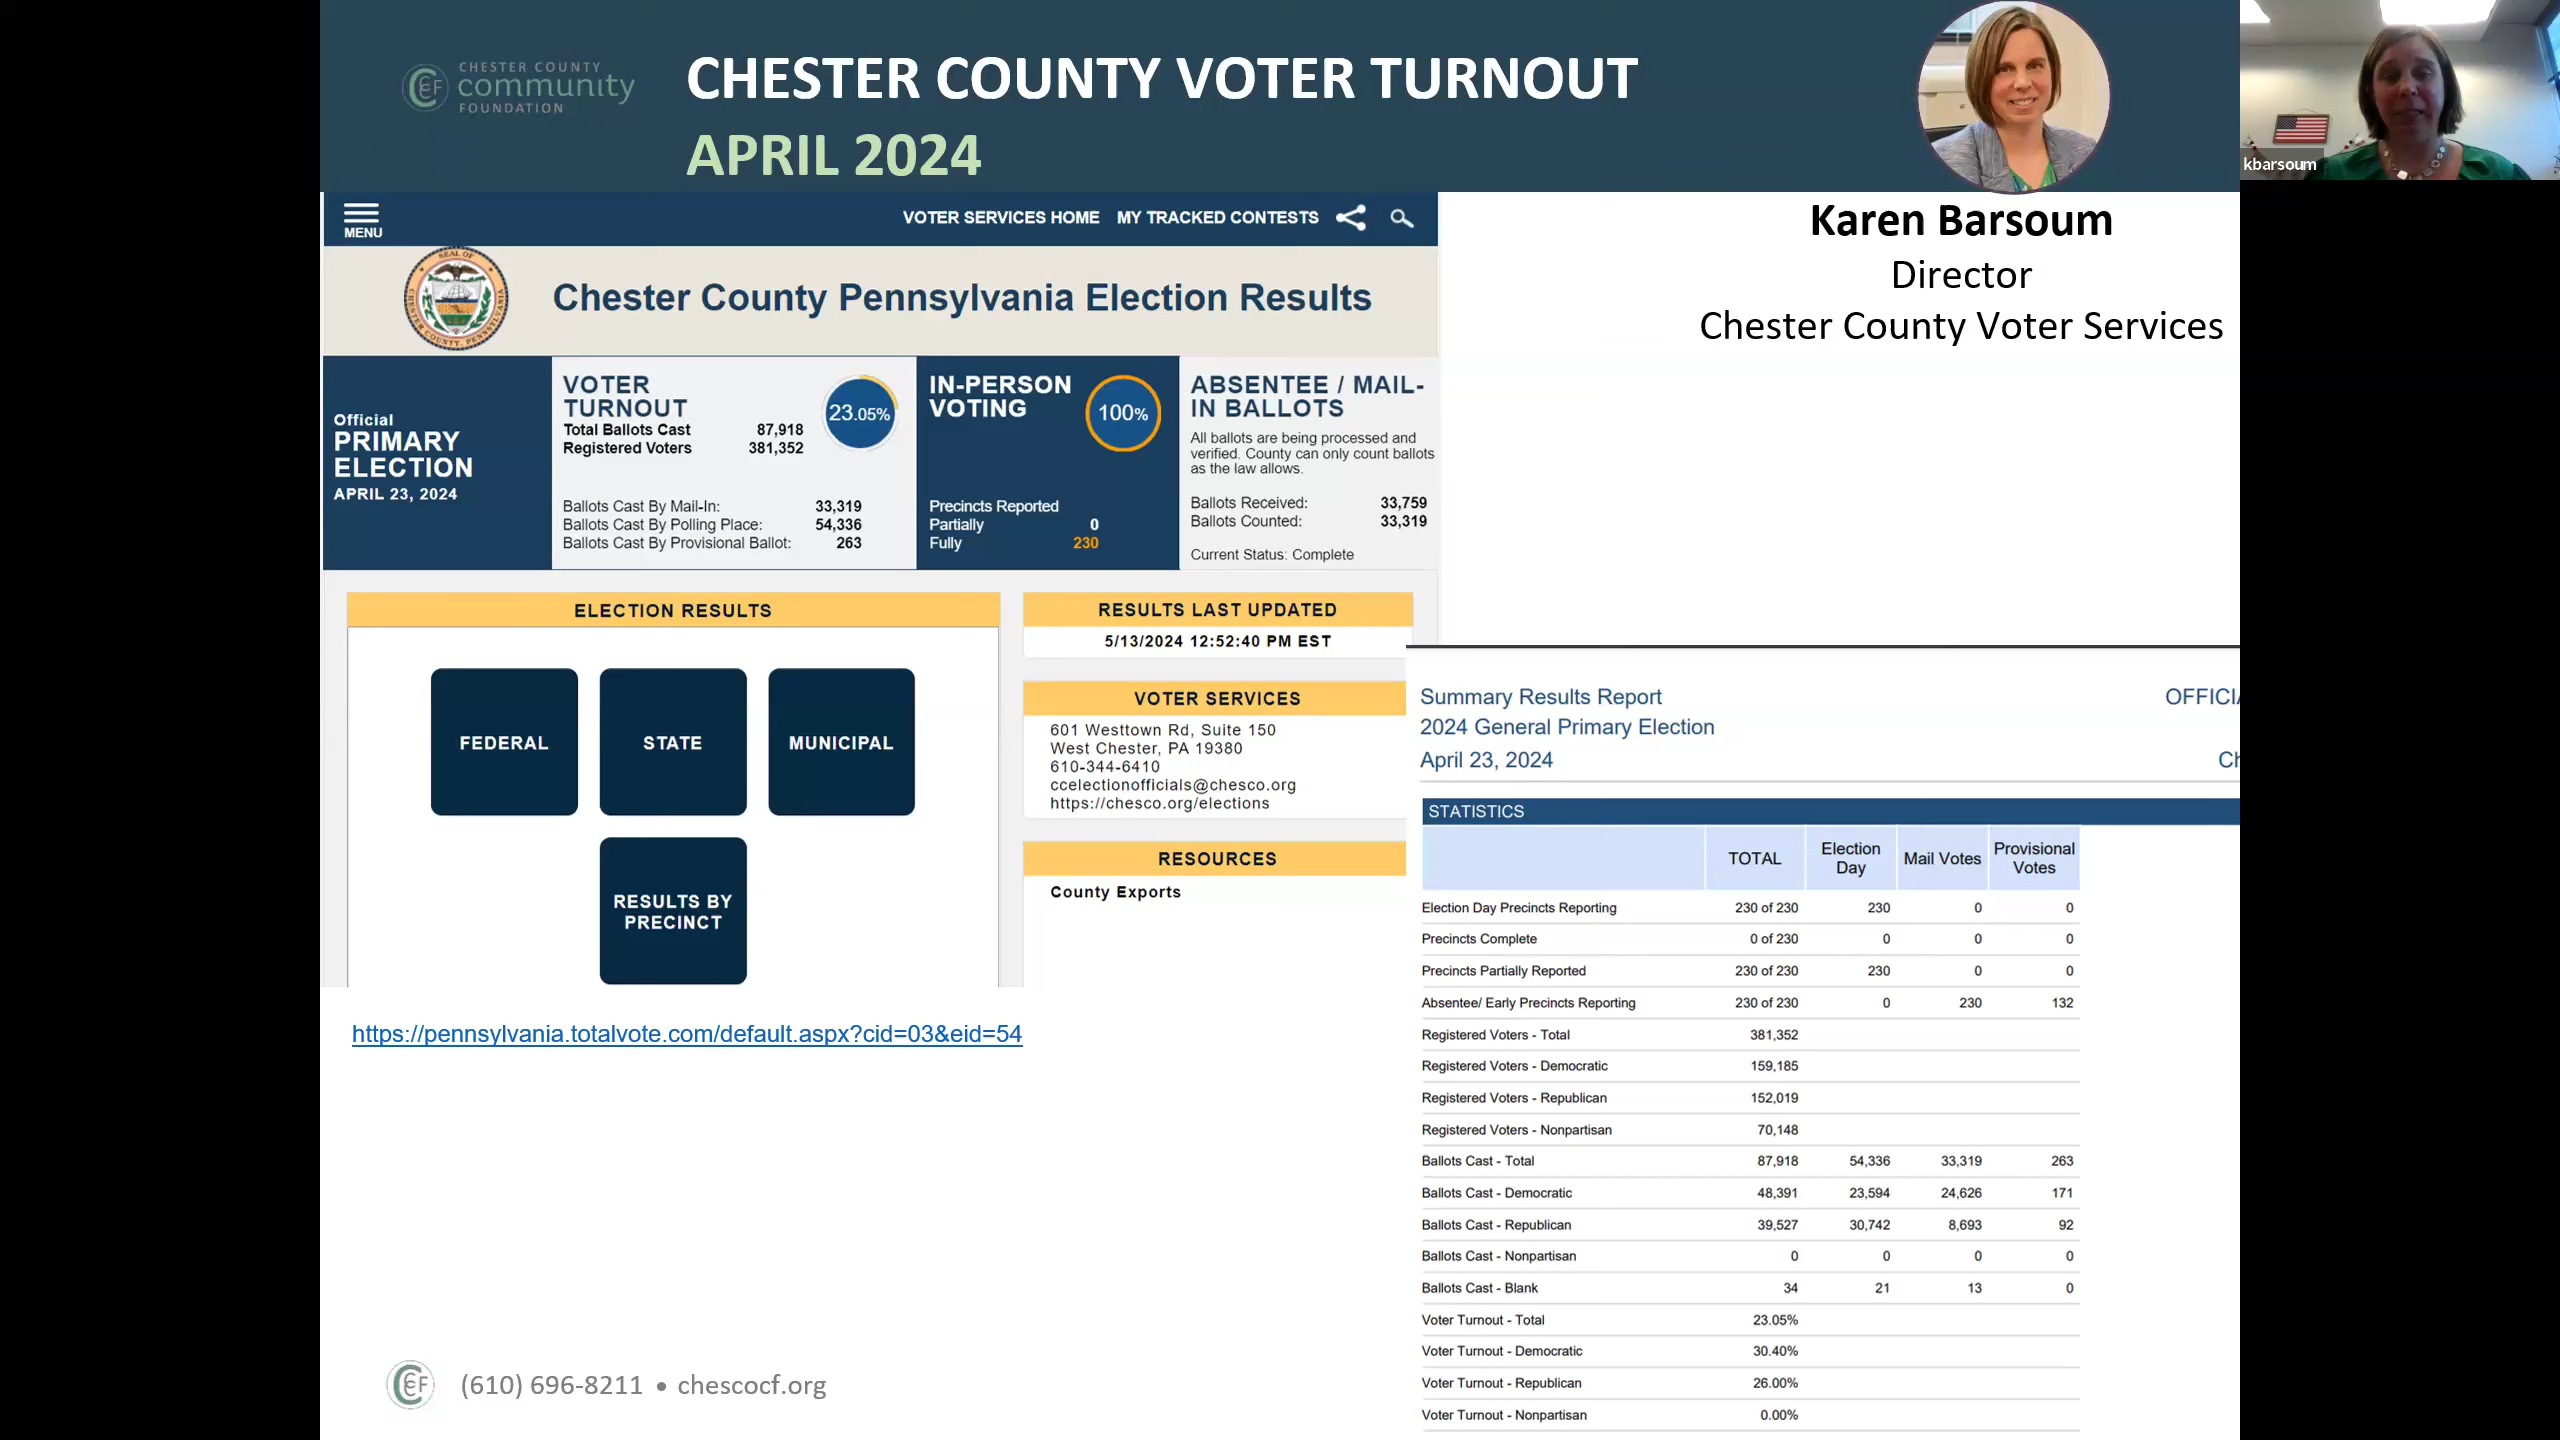 CHESTER COUNTY
community
FOUNDATION
CHESTER COUNTY VOTER TURNOUT
APRIL 2024
kbarsoum
Karen Barsoum
Director
Chester County Voter Services
MENU
VOTER SERVICES HOME MY TRACKED CONTESTS
Chester County Pennsylvania Election Results
Official
PRIMARY
ELECTION
APRIL 23, 2024
VOTER
TURNOUT
23.05%
Total Ballots Cast 87,918
Registered Voters 381,352
Ballots Cast By Mail-In: 33,319
Ballots Cast By Polling Place: 54,336
Ballots Cast By Provisional Ballot: 263
IN-PERSON
VOTING
100%
Precincts Reported
Partially 0
Fully 230
ABSENTEE / MAIL-
IN BALLOTS
All ballots are being processed and
verified. County can only count ballots
as the law allows.
Ballots Received: 33,759
Ballots Counted: 33,319
Current Status: Complete
ELECTION RESULTS
FEDERAL
STATE
MUNICIPAL
RESULTS BY
PRECINCT
RESULTS LAST UPDATED
5/13/2024 12:52:40 PM EST
VOTER SERVICES
601 Westtown Rd, Suite 150
West Chester, PA 19380
610-344-6410
ccelectionofficials@chesco.org
https://chesco.org/elections
RESOURCES
County Exports
https://pennsylvania.totalvote.com/default.aspx?cid=03&eid=54
Summary Results Report OFFICIA
2024 General Primary Election
April 23, 2024 Ch
STATISTICS
TOTAL Election Day Mail Votes Provisional Votes
Election Day Precincts Reporting 230 of 230 230 0 0
Precincts Complete 0 of 230 0 0 0
Precincts Partially Reported 230 of 230 230 0 0
Absentee/ Early Precincts Reporting 230 of 230 0 230 132
Registered Voters - Total 381,352
Registered Voters - Democratic 159,185
Registered Voters - Republican 152,019
Registered Voters - Nonpartisan 70,148
Ballots Cast - Total 87,918 54,336 33,319 263
Ballots Cast - Democratic 48,391 23,594 24,626 171
Ballots Cast - Republican 39,527 30,742 8,693 92
Ballots Cast - Nonpartisan 0 0 0 0
Ballots Cast - Blank 34 21 13 0
Voter Turnout - Total 23.05%
Voter Turnout - Democratic 30.40%
Voter Turnout - Republican 26.00%
Voter Turnout - Nonpartisan 0.00%
(610) 696-8211 • chescocf.org